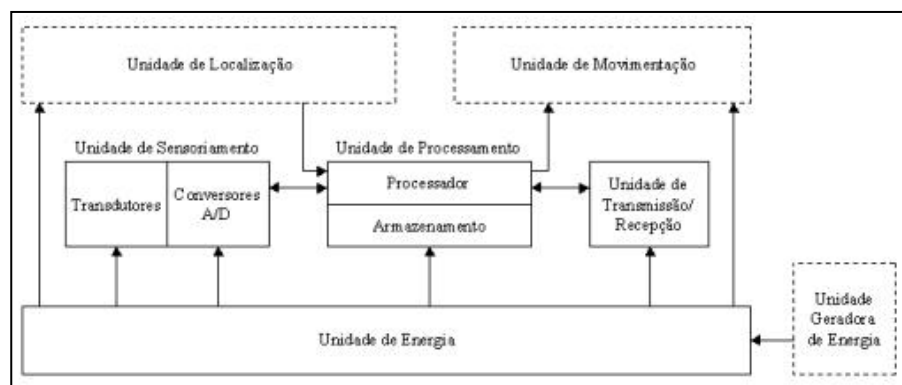 Unidade de Localização
Unidade de Movimentação
Unidade de Sensoriamento
Unidade de Processamento
Transdutores
Conversores
A/D
Processador
Armazenamento
Unidade de
Transmissão/
Recepção
Unidade de Energia
Unidade
Geradora
de Energia